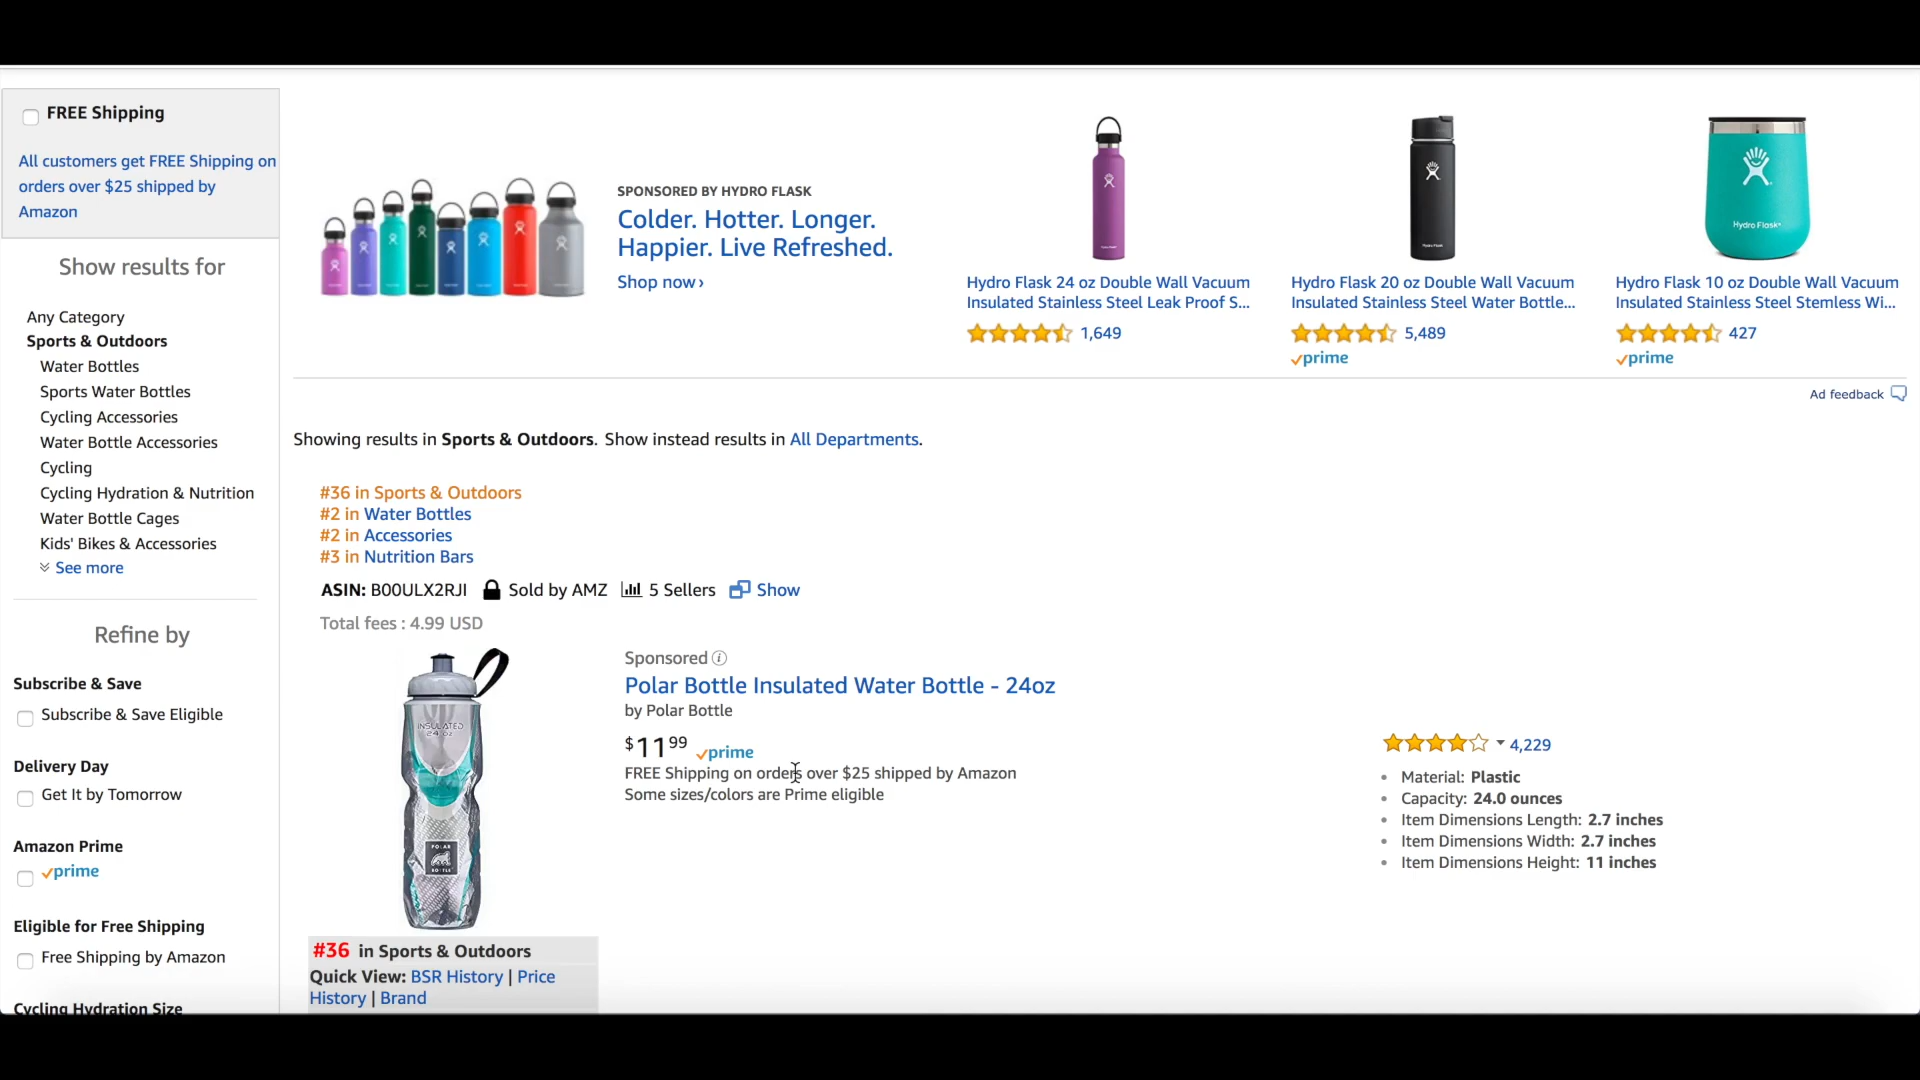 FREE Shipping
All customers get FREE Shipping on
orders over $25 shipped by
Amazon
Show results for
Any Category
Sports & Outdoors
Water Bottles
Sports Water Bottles
Cycling Accessories
Water Bottle Accessories
Cycling
Cycling Hydration & Nutrition
Water Bottle Cages
Kids' Bikes & Accessories
See more
Refine by
Subscribe & Save
Subscribe & Save Eligible
Delivery Day
Get It by Tomorrow
Amazon Prime
prime
Eligible for Free Shipping
Free Shipping by Amazon
Cycling Hydration Size
SPONSORED BY HYDRO FLASK
Colder. Hotter. Longer.
Happier. Live Refreshed.
Shop now ›
Hydro Flask 24 oz Double Wall Vacuum
Insulated Stainless Steel Leak Proof S...
1,649
Hydro Flask 20 oz Double Wall Vacuum
Insulated Stainless Steel Water Bottle...
5,489
prime
Hydro Flask
Hydro Flask 10 oz Double Wall Vacuum
Insulated Stainless Steel Stemless Wi...
427
prime
Ad feedback
Showing results in Sports & Outdoors. Show instead results in All Departments.
#36 in Sports & Outdoors
#2 in Water Bottles
#2 in Accessories
#3 in Nutrition Bars
ASIN: B00ULX2RJI Sold by AMZ 5 Sellers Show
Total fees : 4.99 USD
INSULATED
24 oz
POLAR
BOTTLE
Sponsored
Polar Bottle Insulated Water Bottle - 24oz
by Polar Bottle
$11.99 prime
FREE Shipping on orders over $25 shipped by Amazon
Some sizes/colors are Prime eligible
4,229
Material: Plastic
Capacity: 24.0 ounces
Item Dimensions Length: 2.7 inches
Item Dimensions Width: 2.7 inches
Item Dimensions Height: 11 inches
#36 in Sports & Outdoors
Quick View: BSR History | Price
History | Brand